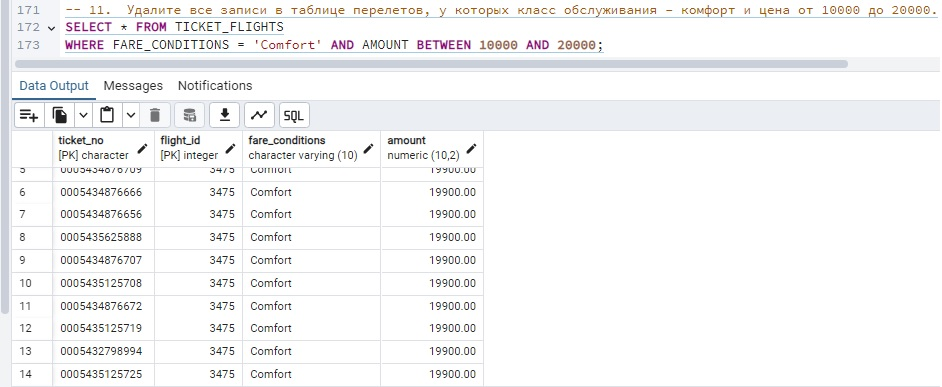 171 -- 11. Удалите все записи в таблице перелетов, у которых класс обслуживания - комфорт и цена от 10000 до 20000.
172 SELECT * FROM TICKET_FLIGHTS
173 WHERE FARE_CONDITIONS = 'Comfort' AND AMOUNT BETWEEN 10000 AND 20000;
Data Output Messages Notifications
SQL
ticket_no flight_id fare_conditions amount
[PK] character [PK] integer character varying (10) numeric (10,2)
5 0005434876709 3475 Comfort 19900.00
6 0005434876666 3475 Comfort 19900.00
7 0005434876656 3475 Comfort 19900.00
8 0005435625888 3475 Comfort 19900.00
9 0005434876707 3475 Comfort 19900.00
10 0005435125708 3475 Comfort 19900.00
11 0005434876672 3475 Comfort 19900.00
12 0005435125719 3475 Comfort 19900.00
13 0005432798994 3475 Comfort 19900.00
14 0005435125725 3475 Comfort 19900.00